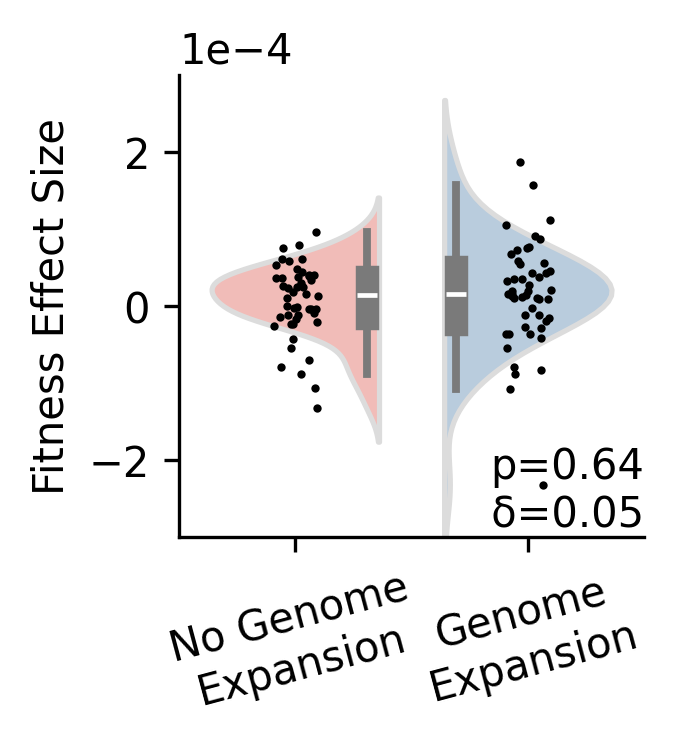 1e−4
Fitness Effect Size
2
0
−2
p=0.64
δ=0.05
No Genome
Expansion
Genome
Expansion